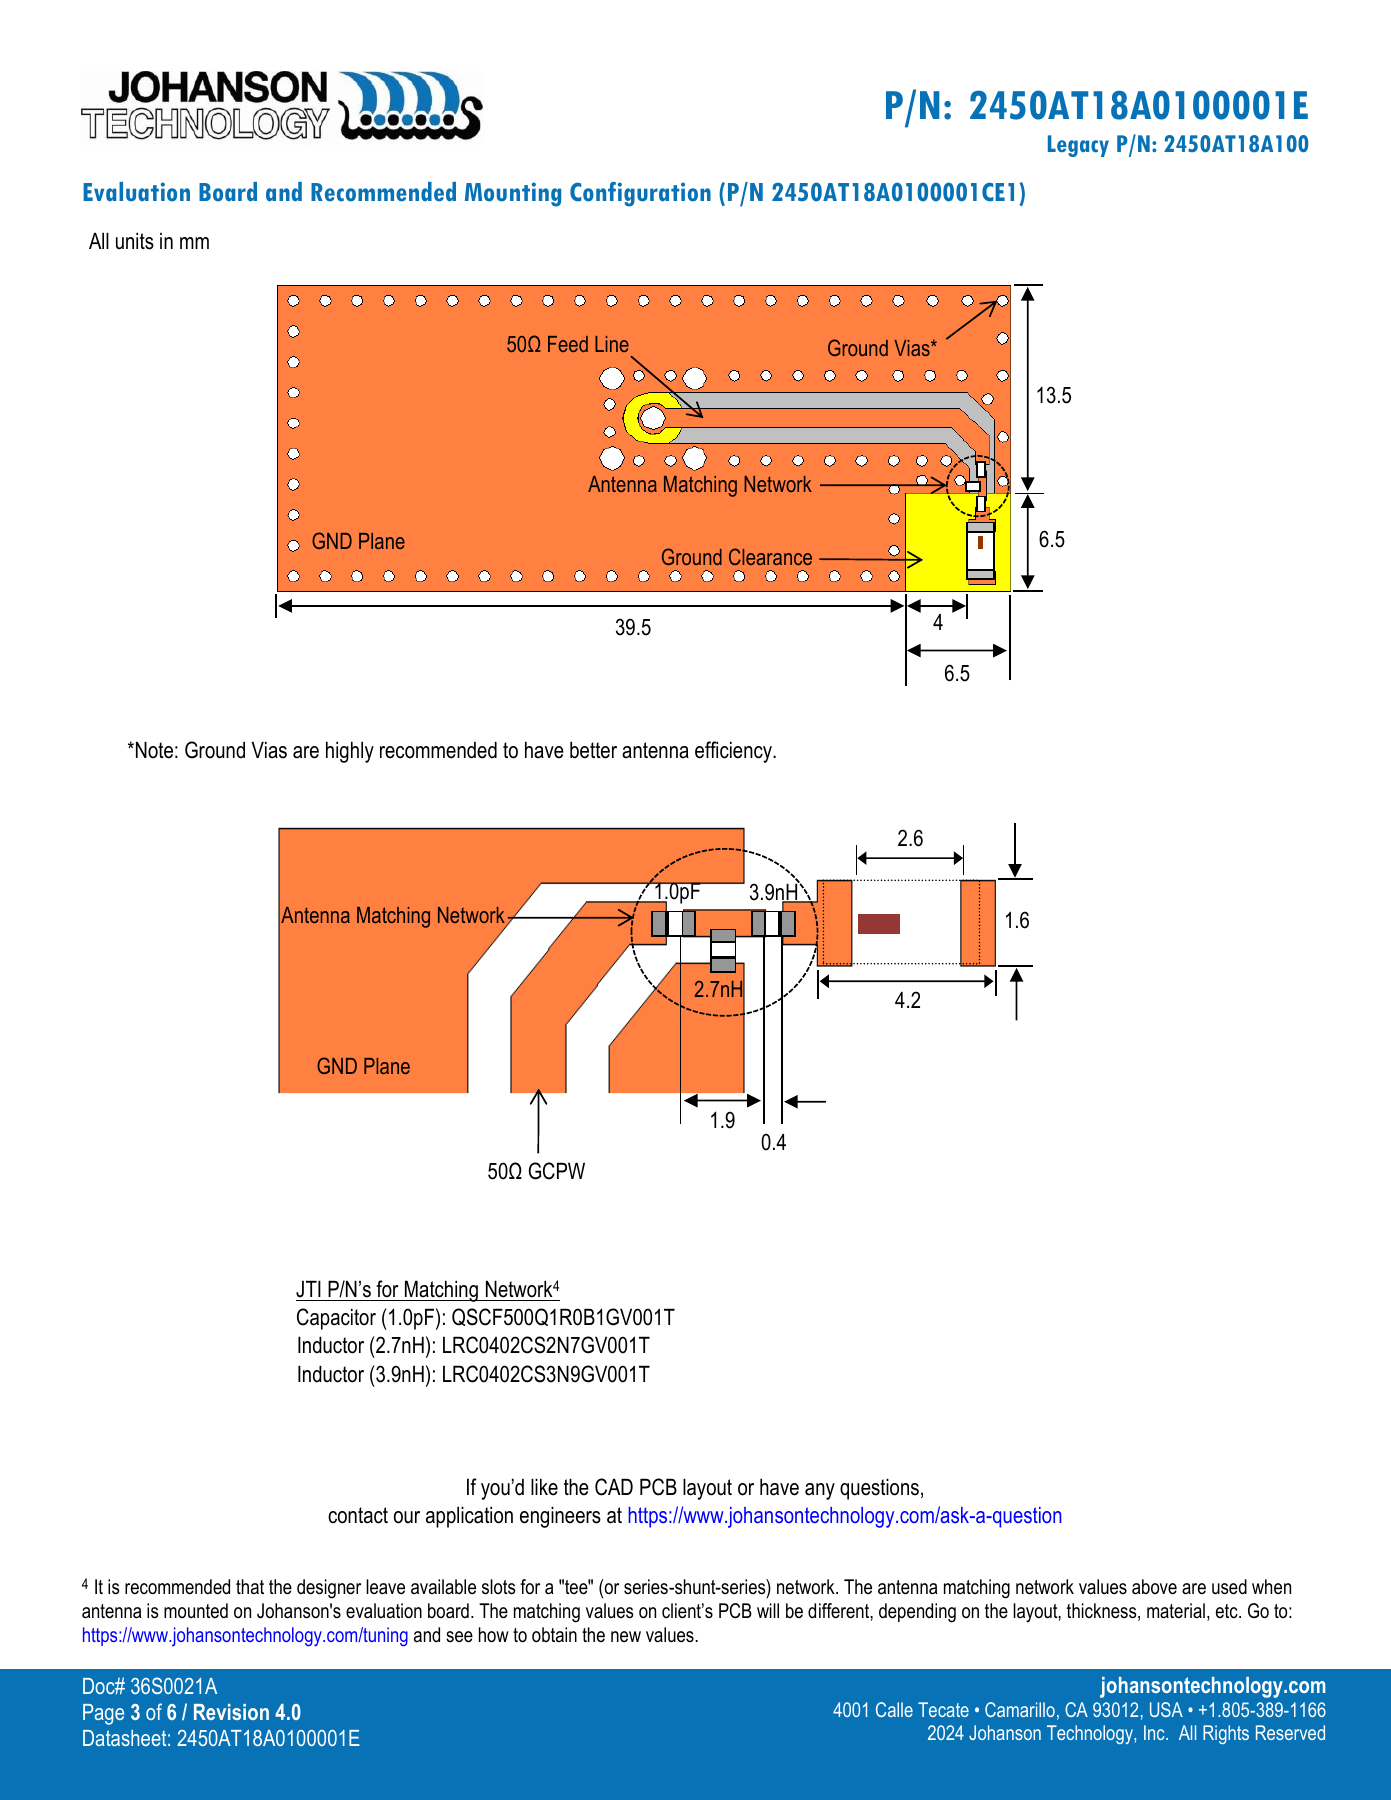 JOHANSON
TECHNOLOGY
P/N: 2450AT18A0100001E
Legacy P/N: 2450AT18A100
Evaluation Board and Recommended Mounting Configuration (P/N 2450AT18A0100001CE1)
All units in mm
50Ω Feed Line
Ground Vias*
13.5
Antenna Matching Network
GND Plane
6.5
Ground Clearance
39.5
4
6.5
*Note: Ground Vias are highly recommended to have better antenna efficiency.
2.6
1.0pF
3.9nH
Antenna Matching Network
1.6
2.7nH
4.2
GND Plane
1.9
0.4
50Ω GCPW
JTI P/N’s for Matching Network4
Capacitor (1.0pF): QSCF500Q1R0B1GV001T
Inductor (2.7nH): LRC0402CS2N7GV001T
Inductor (3.9nH): LRC0402CS3N9GV001T
If you’d like the CAD PCB layout or have any questions,
contact our application engineers at https://www.johansontechnology.com/ask-a-question
4 It is recommended that the designer leave available slots for a "tee" (or series-shunt-series) network. The antenna matching network values above are used when
antenna is mounted on Johanson's evaluation board. The matching values on client’s PCB will be different, depending on the layout, thickness, material, etc. Go to:
https://www.johansontechnology.com/tuning and see how to obtain the new values.
Doc# 36S0021A
Page 3 of 6 / Revision 4.0
Datasheet: 2450AT18A0100001E
johansontechnology.com
4001 Calle Tecate • Camarillo, CA 93012, USA • +1.805-389-1166
2024 Johanson Technology, Inc. All Rights Reserved